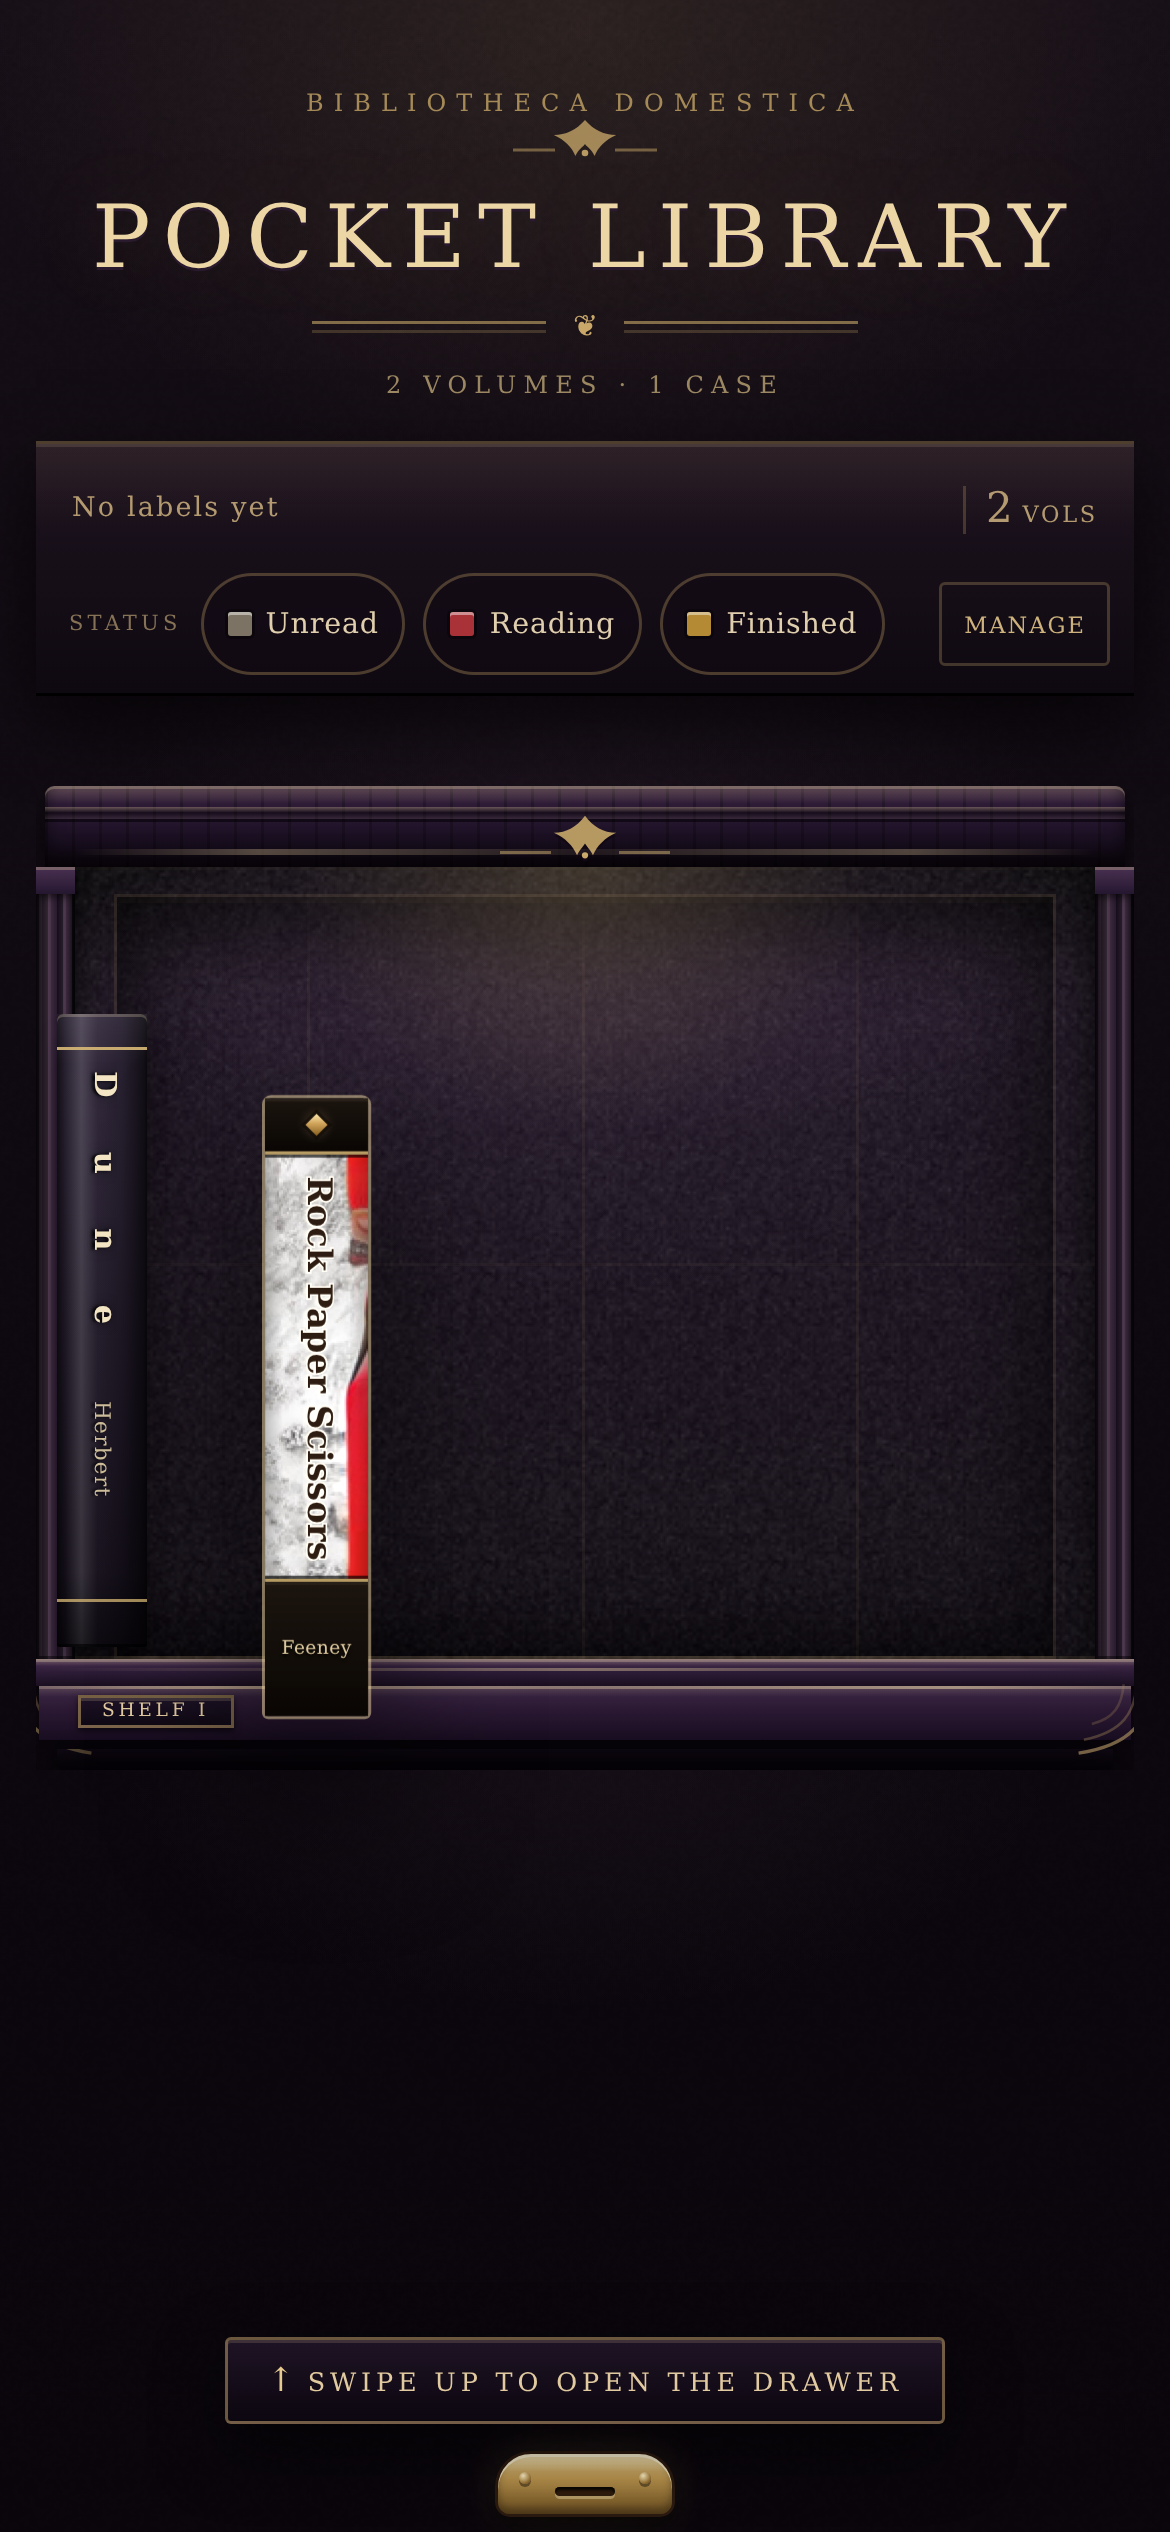 BIBLIOTHECA DOMESTICA
POCKET LIBRARY
2 VOLUMES · 1 CASE
No labels yet
2 VOLS
STATUS
Unread
Reading
Finished
MANAGE
Dune
Herbert
Rock Paper Scissors
Feeney
SHELF I
↑ SWIPE UP TO OPEN THE DRAWER